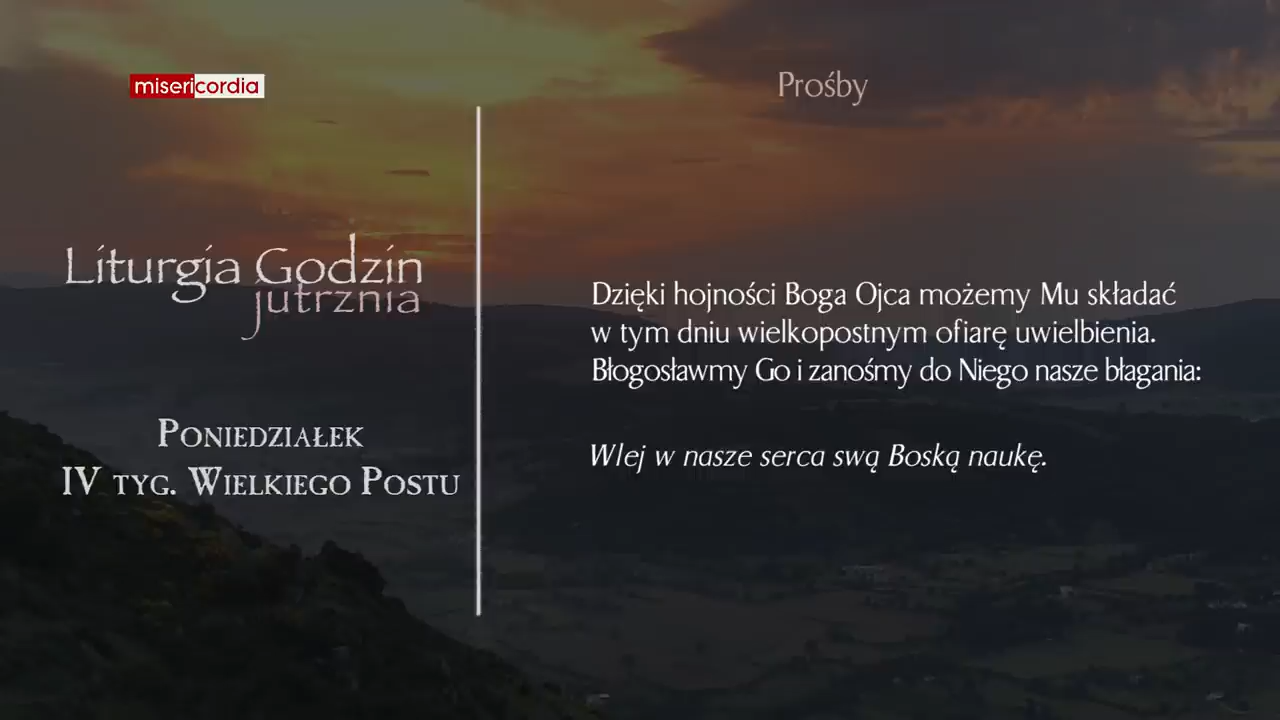 misericordia
Liturgia Godzin
jutrznia
Poniedziałek
IV tyg. Wielkiego Postu
Prośby
Dzięki hojności Boga Ojca możemy Mu składać
w tym dniu wielkopostnym ofiarę uwielbienia.
Błogosławmy Go i zanośmy do Niego nasze błagania:
Wlej w nasze serca swą Boską naukę.